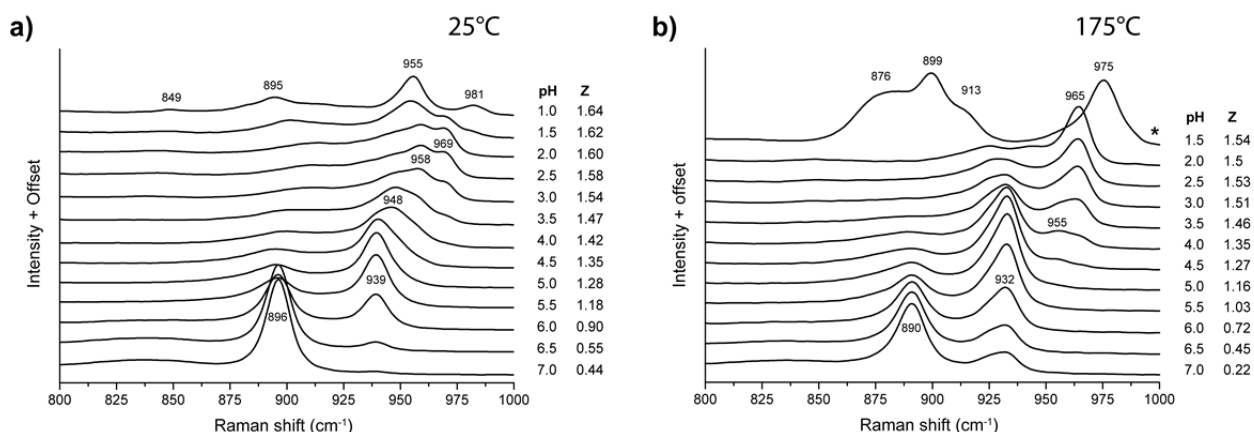 a) 25°C
Intensity + Offset
849 895 955 981
969
958
948
939
896
pH Z
1.0 1.64
1.5 1.62
2.0 1.60
2.5 1.58
3.0 1.54
3.5 1.47
4.0 1.42
4.5 1.35
5.0 1.28
5.5 1.18
6.0 0.90
6.5 0.55
7.0 0.44
800 825 850 875 900 925 950 975 1000
Raman shift (cm⁻¹)
b) 175°C
Intensity + offset
876 899 913 975
965
955
932
890
*
pH Z
1.5 1.54
2.0 1.5
2.5 1.53
3.0 1.51
3.5 1.46
4.0 1.35
4.5 1.27
5.0 1.16
5.5 1.03
6.0 0.72
6.5 0.45
7.0 0.22
800 825 850 875 900 925 950 975 1000
Raman shift (cm⁻¹)